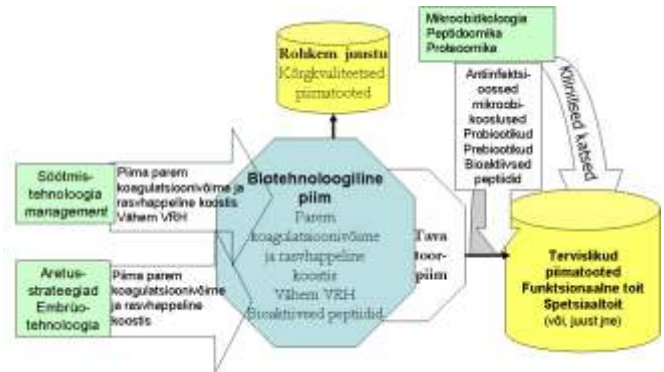 Mikroobiökoloogia
Peptidoomika
Proteoomika
Rohkem juustu
Kõrgkvaliteetsed
piimatooted
Kliinilised katsed
Antiinfektsi-
oossed
mikroobi-
kooslused
Probiootikud
Prebiootikud
Bioaktiivsed
peptiidid
Söötmis-
tehnoloogia
management
Piima parem
koagulatsioonivõime ja
rasvhappeline koostis
Vähem VRH
Biotehnoloogiline
piim
Parem
koagulatsioonivõime
ja rasvhappeline
koostis
Vähem VRH
Bioaktiivsed peptiidid
Tava
toor-
piim
Aretus-
strateegiad
Embrüo-
tehnoloogia
Piima parem
koagulatsioonivõime
ja rasvhappeline
koostis
Tervislikud
piimatooted
Funktsionaalne toit
Spetsiaaltoit
(või, juust jne)